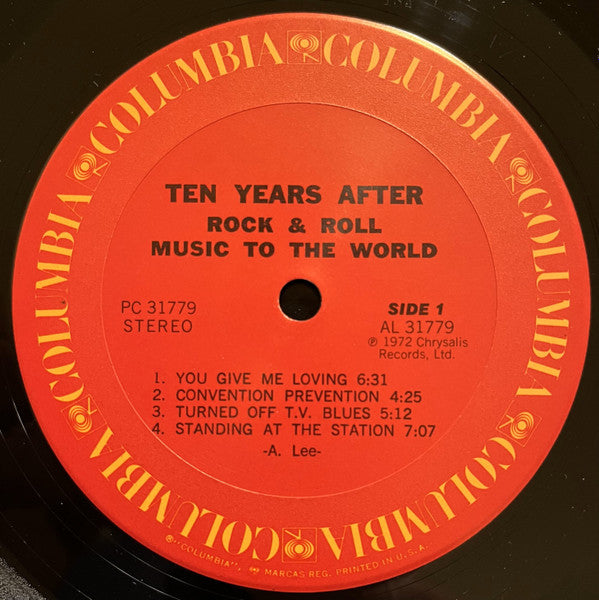 COLUMBIA COLUMBIA COLUMBIA COLUMBIA COLUMBIA COLUMBIA
TEN YEARS AFTER
ROCK & ROLL
MUSIC TO THE WORLD
PC 31779
STEREO
SIDE 1
AL 31779
℗ 1972 Chrysalis
Records, Ltd.
1. YOU GIVE ME LOVING 6:31
2. CONVENTION PREVENTION 4:25
3. TURNED OFF T.V. BLUES 5:12
4. STANDING AT THE STATION 7:07
-A. Lee-
"COLUMBIA", MARCAS REG. PRINTED IN U.S.A.